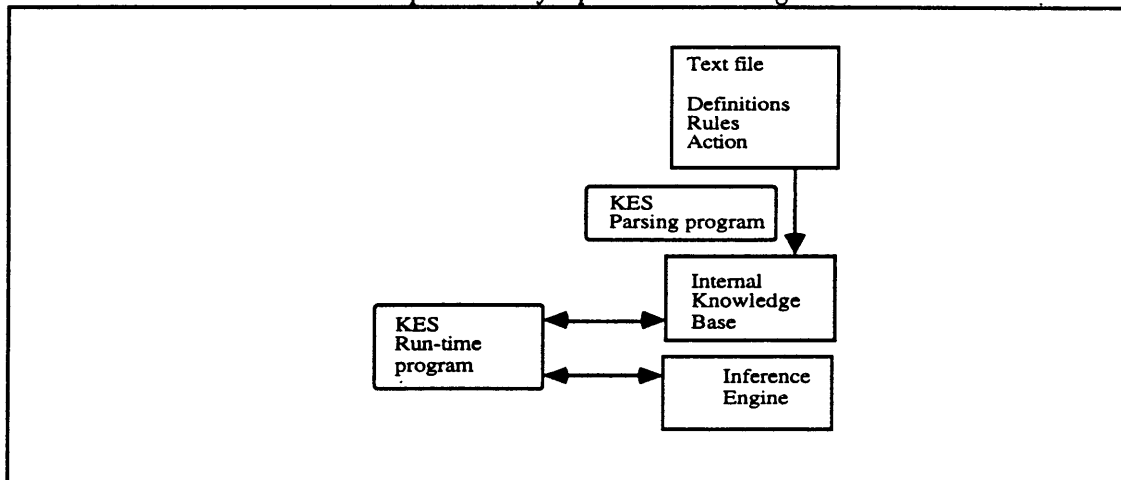 Text file
Definitions
Rules
Action
KES
Parsing program
Internal
Knowledge
Base
KES
Run-time
program
Inference
Engine